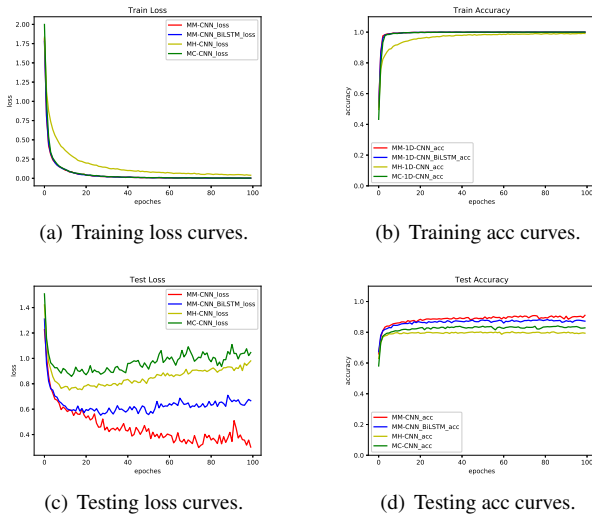 Train Loss
MM-CNN_loss
MM-CNN_BiLSTM_loss
MH-CNN_loss
MC-CNN_loss
2.00
1.75
1.50
1.25
1.00
0.75
0.50
0.25
0.00
loss
0 20 40 60 80 100
epoches
(a) Training loss curves.
Train Accuracy
1.0
0.8
0.6
0.4
0.2
0.0
accuracy
MM-1D-CNN_acc
MM-1D-CNN_BiLSTM_acc
MH-1D-CNN_acc
MC-1D-CNN_acc
0 20 40 60 80 100
epoches
(b) Training acc curves.
Test Loss
MM-CNN_loss
MM-CNN_BiLSTM_loss
MH-CNN_loss
MC-CNN_loss
1.4
1.2
1.0
0.8
0.6
0.4
loss
0 20 40 60 80 100
epoches
(c) Testing loss curves.
Test Accuracy
1.0
0.8
0.6
0.4
0.2
0.0
accuracy
MM-CNN_acc
MM-CNN_BiLSTM_acc
MH-CNN_acc
MC-CNN_acc
0 20 40 60 80 100
epoches
(d) Testing acc curves.